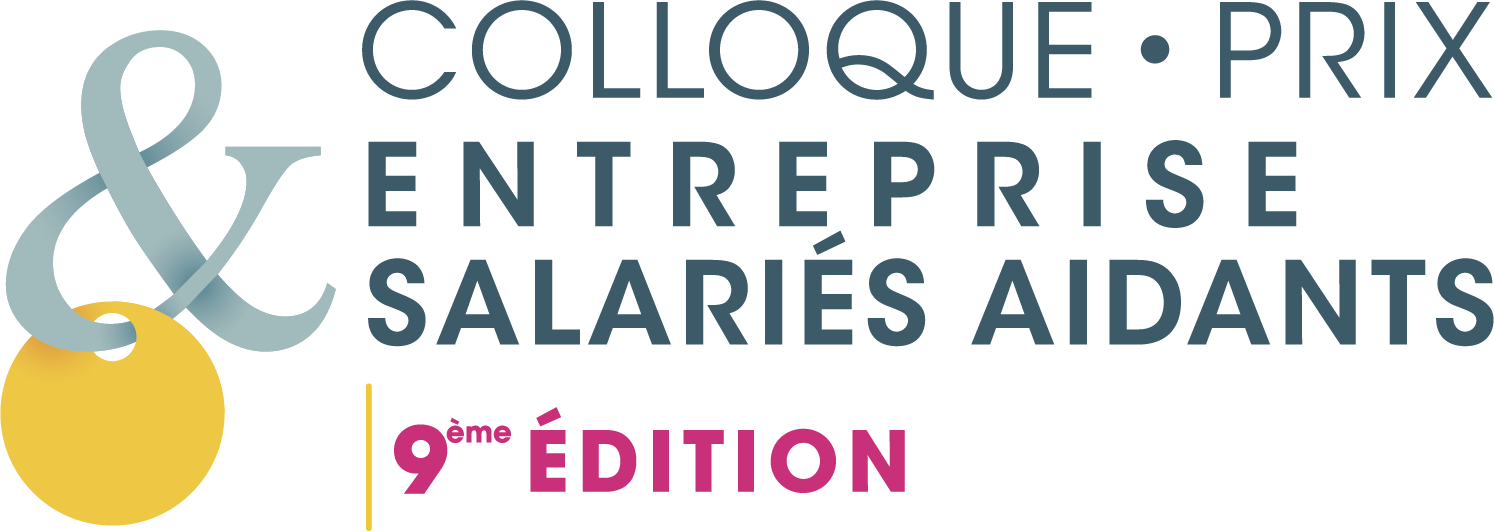 &
COLLOQUE • PRIX
ENTREPRISE
SALARIÉS AIDANTS
9ème ÉDITION